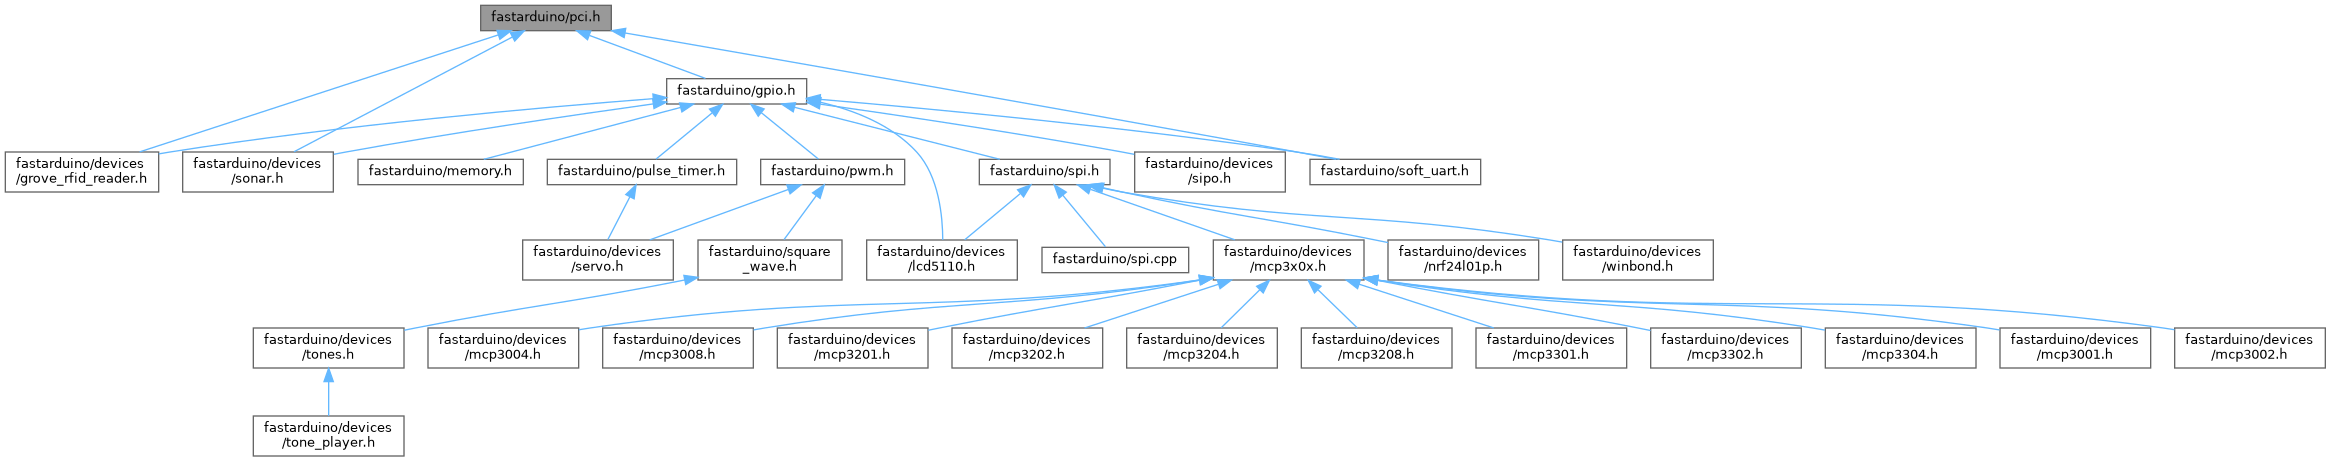 fastarduino/pci.h
fastarduino/gpio.h
fastarduino/devices
/grove_rfid_reader.h
fastarduino/devices
/sonar.h
fastarduino/memory.h
fastarduino/pulse_timer.h
fastarduino/pwm.h
fastarduino/spi.h
fastarduino/devices
/sipo.h
fastarduino/soft_uart.h
fastarduino/devices
/servo.h
fastarduino/square
_wave.h
fastarduino/devices
/lcd5110.h
fastarduino/spi.cpp
fastarduino/devices
/mcp3x0x.h
fastarduino/devices
/nrf24l01p.h
fastarduino/devices
/winbond.h
fastarduino/devices
/tones.h
fastarduino/devices
/mcp3004.h
fastarduino/devices
/mcp3008.h
fastarduino/devices
/mcp3201.h
fastarduino/devices
/mcp3202.h
fastarduino/devices
/mcp3204.h
fastarduino/devices
/mcp3208.h
fastarduino/devices
/mcp3301.h
fastarduino/devices
/mcp3302.h
fastarduino/devices
/mcp3304.h
fastarduino/devices
/mcp3001.h
fastarduino/devices
/mcp3002.h
fastarduino/devices
/tone_player.h